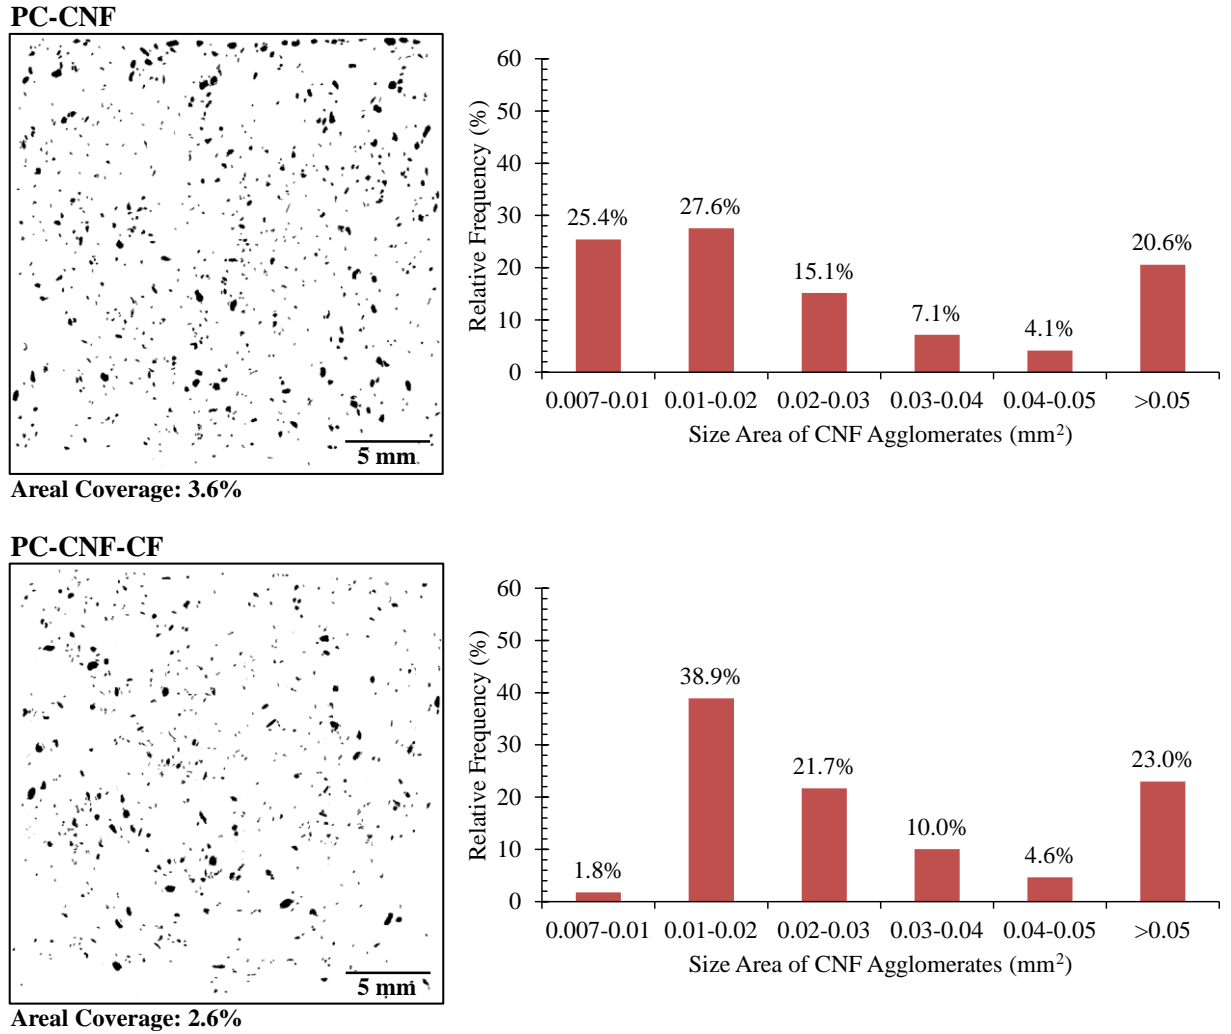 PC-CNF
5 mm
Areal Coverage: 3.6%
Relative Frequency (%)
60
50
40
30
20
10
0
25.4%
27.6%
15.1%
7.1%
4.1%
20.6%
0.007-0.01 0.01-0.02 0.02-0.03 0.03-0.04 0.04-0.05 >0.05
Size Area of CNF Agglomerates (mm²)
PC-CNF-CF
5 mm
Areal Coverage: 2.6%
Relative Frequency (%)
60
50
40
30
20
10
0
1.8%
38.9%
21.7%
10.0%
4.6%
23.0%
0.007-0.01 0.01-0.02 0.02-0.03 0.03-0.04 0.04-0.05 >0.05
Size Area of CNF Agglomerates (mm²)